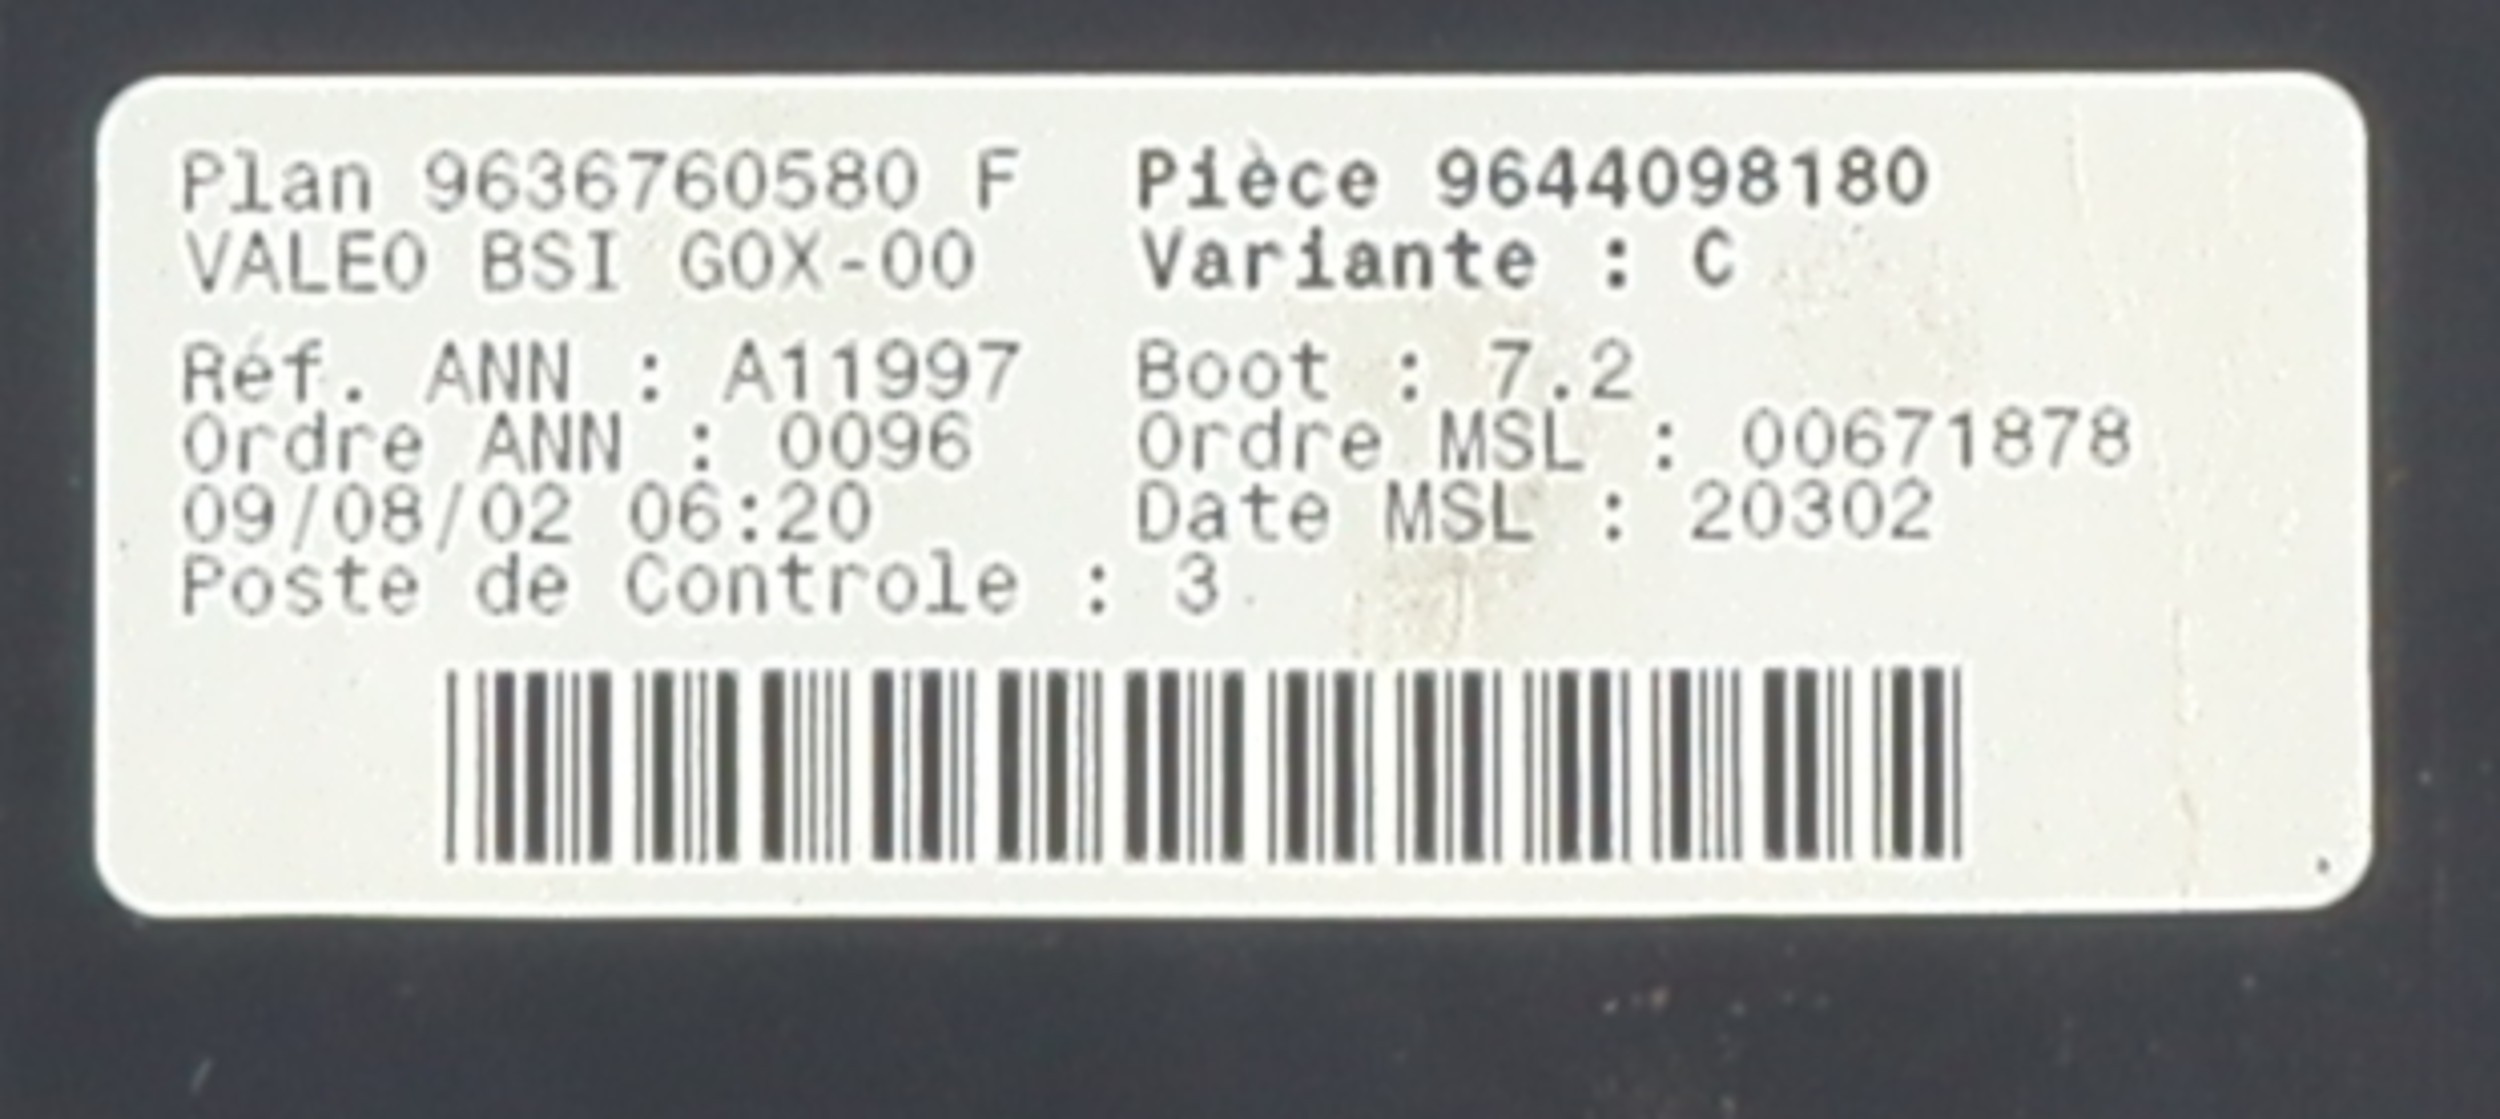 Plan 9636760580 F Pièce 9644098180
VALEO BSI G0X-00 Variante : C
Réf. ANN : A11997 Boot : 7.2
Ordre ANN : 0096 Ordre MSL : 00671878
09/08/02 06:20 Date MSL : 20302
Poste de Controle : 3